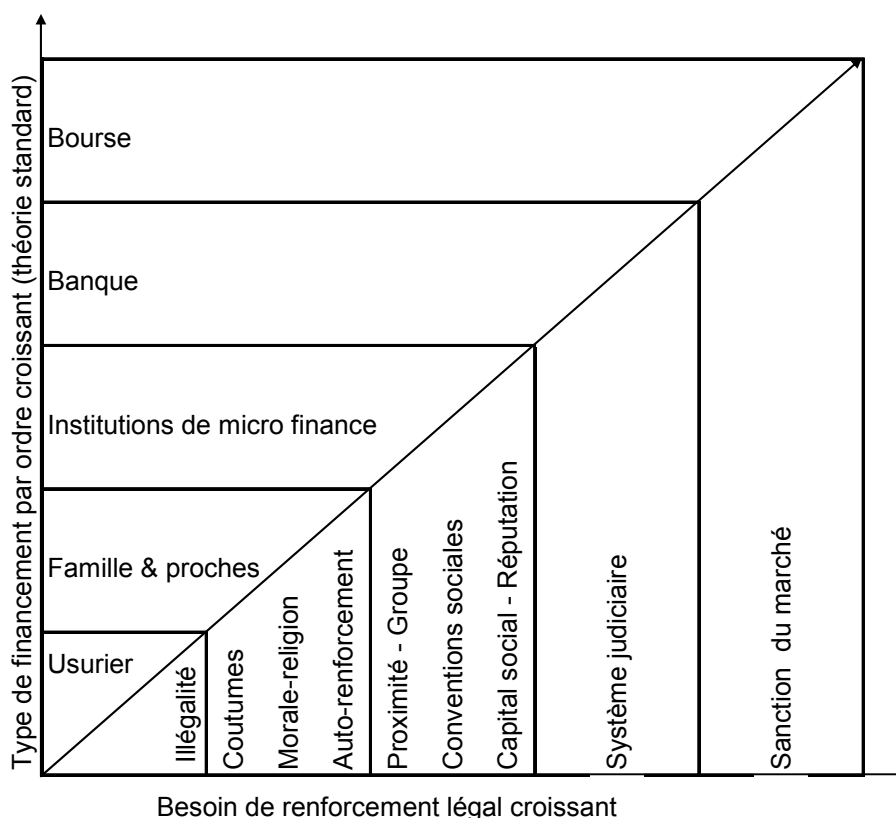 Type de financement par ordre croissant (théorie standard)
Bourse
Banque
Institutions de micro finance
Famille & proches
Usurier
Illégalité
Coutumes
Morale-religion
Auto-renforcement
Proximité - Groupe
Conventions sociales
Capital social - Réputation
Système judiciaire
Sanction du marché
Besoin de renforcement légal croissant